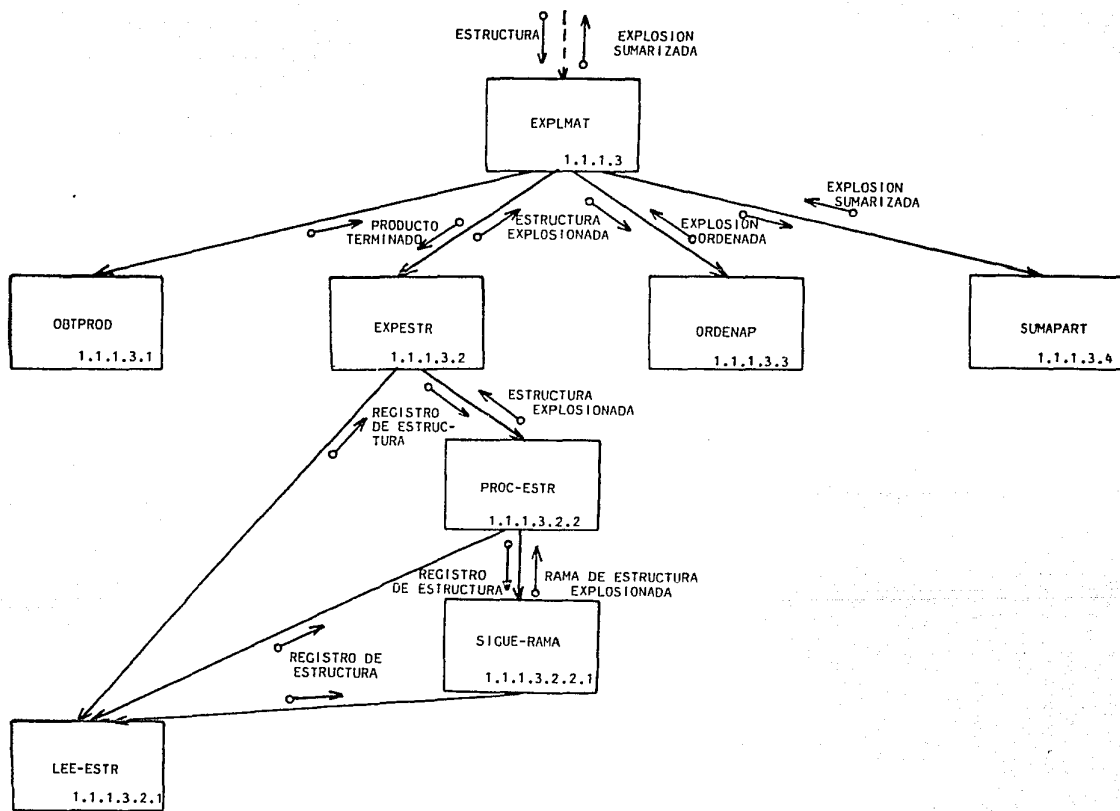 ESTRUCTURA
EXPLOSION
SUMARIZADA
EXPLMAT
1.1.1.3
PRODUCTO
TERMINADO
ESTRUCTURA
EXPLOSIONADA
EXPLOSION
ORDENADA
EXPLOSION
SUMARIZADA
OBTPROD
1.1.1.3.1
EXPESTR
1.1.1.3.2
ORDENAP
1.1.1.3.3
SUMAPART
1.1.1.3.4
REGISTRO
DE ESTRUC-
TURA
ESTRUCTURA
EXPLOSIONADA
PROC-ESTR
1.1.1.3.2.2
REGISTRO
DE ESTRUCTURA
RAMA DE ESTRUCTURA
EXPLOSIONADA
SIGUE-RAMA
1.1.1.3.2.2.1
REGISTRO DE
ESTRUCTURA
LEE-ESTR
1.1.1.3.2.1